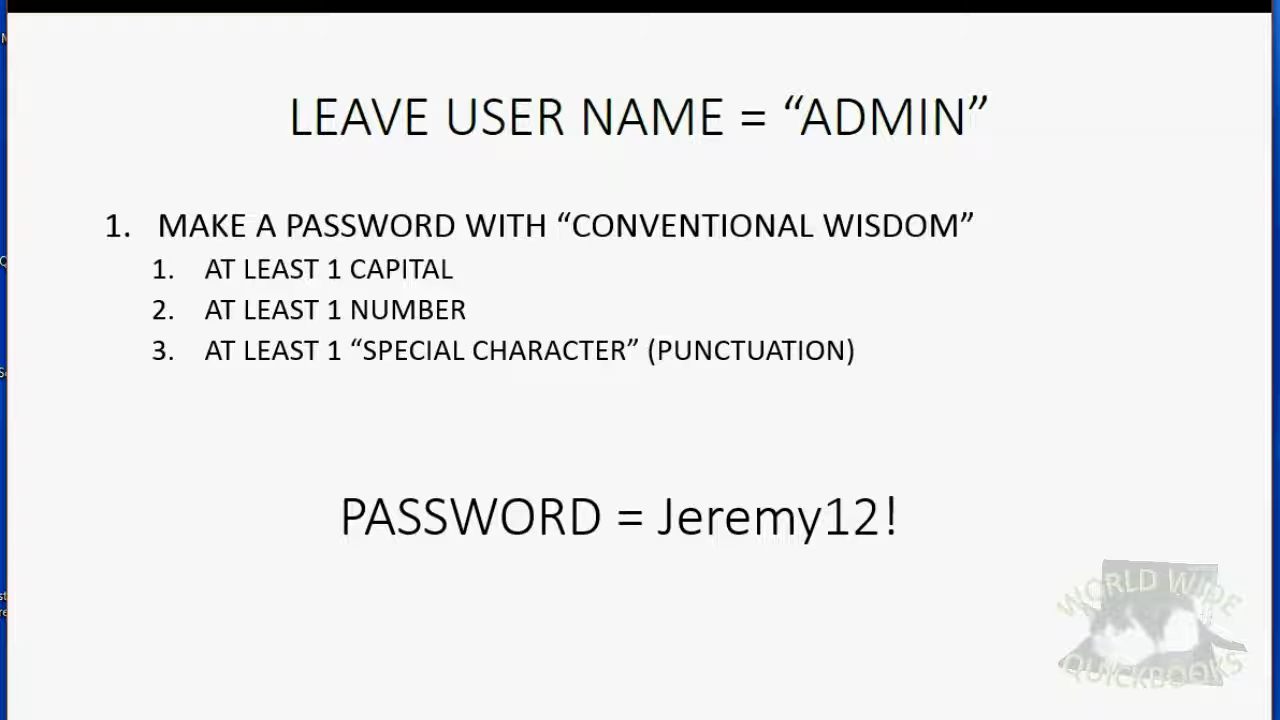 LEAVE USER NAME = “ADMIN”
1. MAKE A PASSWORD WITH “CONVENTIONAL WISDOM”
1. AT LEAST 1 CAPITAL
2. AT LEAST 1 NUMBER
3. AT LEAST 1 “SPECIAL CHARACTER” (PUNCTUATION)
PASSWORD = Jeremy12!
WORLD WIDE
QUICKBOOKS